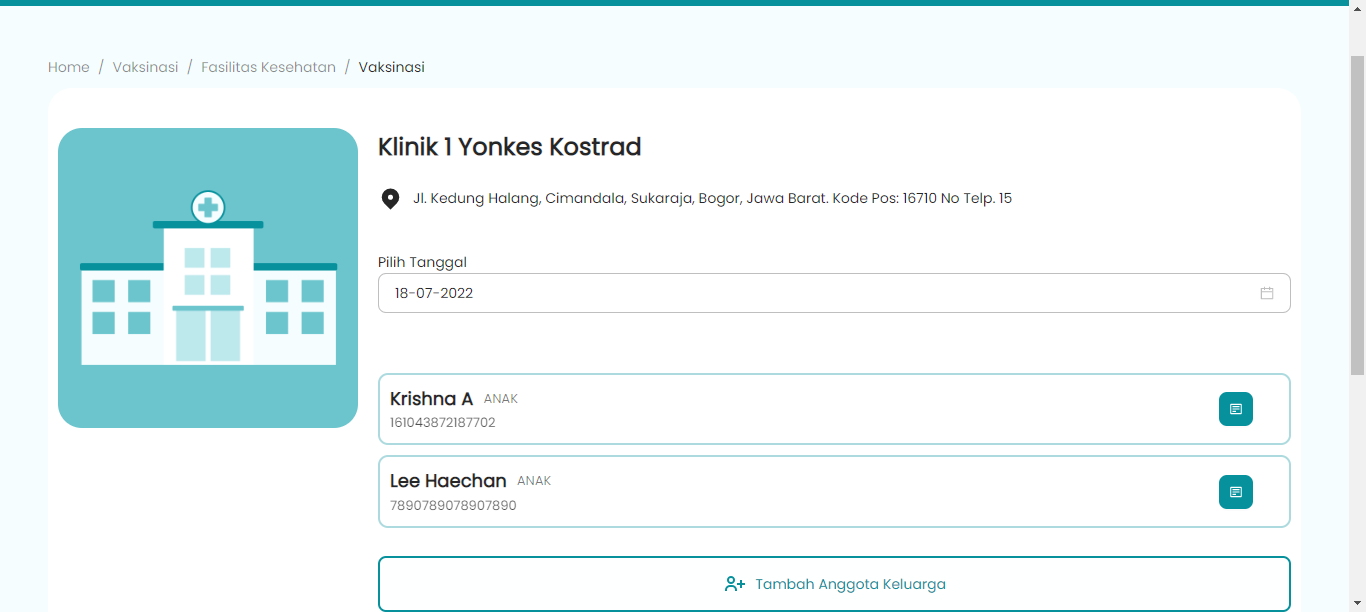 Home / Vaksinasi / Fasilitas Kesehatan / Vaksinasi
Klinik 1 Yonkes Kostrad
Jl. Kedung Halang, Cimandala, Sukaraja, Bogor, Jawa Barat. Kode Pos: 16710 No Telp. 15
Pilih Tanggal
18-07-2022
Krishna A ANAK
161043872187702
Lee Haechan ANAK
7890789078907890
Tambah Anggota Keluarga